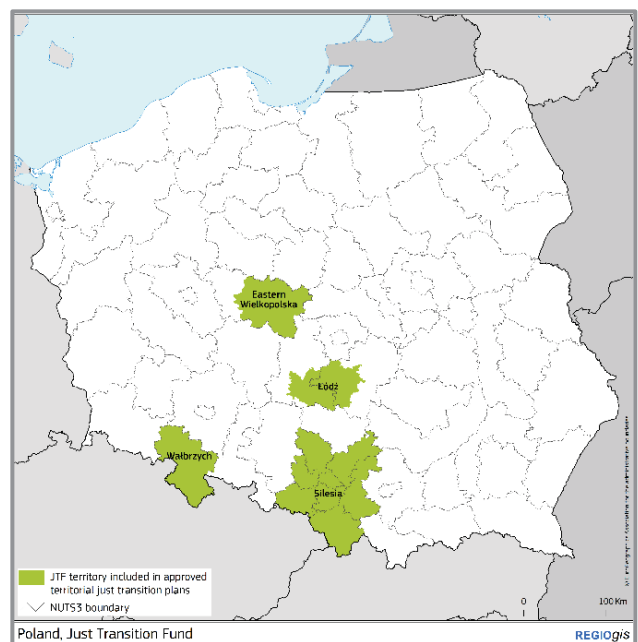 Eastern
Wielkopolska
Łódź
Wałbrzych
Silesia
JTF territory included in approved
territorial just transition plans
NUTS3 boundary
0 100 Km
Poland, Just Transition Fund
REGIOgis